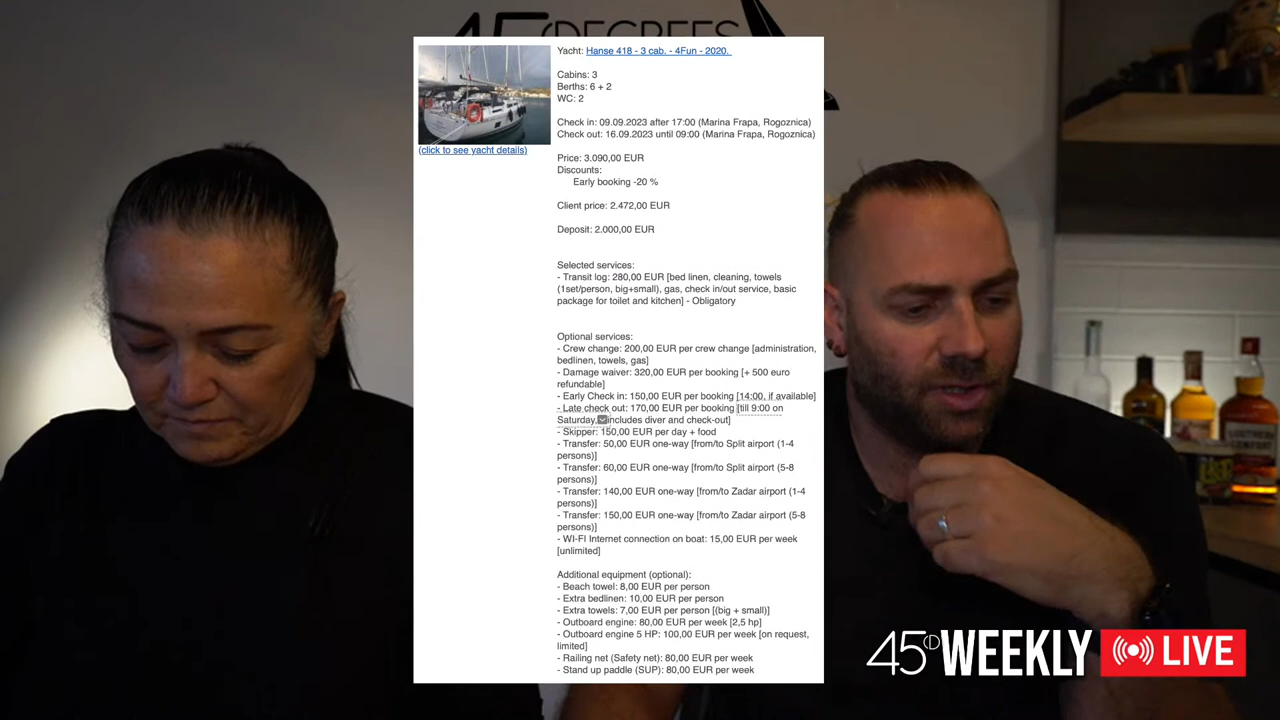 45°DEGREES
Yacht: Hanse 418 - 3 cab. - 4Fun - 2020.
Cabins: 3
Berths: 6 + 2
WC: 2
Check in: 09.09.2023 after 17:00 (Marina Frapa, Rogoznica)
Check out: 16.09.2023 until 09:00 (Marina Frapa, Rogoznica)
(click to see yacht details)
Price: 3.090,00 EUR
Discounts:
Early booking -20 %
Client price: 2.472,00 EUR
Deposit: 2.000,00 EUR
Selected services:
- Transit log: 280,00 EUR [bed linen, cleaning, towels
(1set/person, big+small), gas, check in/out service, basic
package for toilet and kitchen] - Obligatory
Optional services:
- Crew change: 200,00 EUR per crew change [administration,
bedlinen, towels, gas]
- Damage waiver: 320,00 EUR per booking [+ 500 euro
refundable]
- Early Check in: 150,00 EUR per booking [14:00, if available]
- Late check out: 170,00 EUR per booking [till 9:00 on
Saturday, includes diver and check-out]
- Skipper: 150,00 EUR per day + food
- Transfer: 50,00 EUR one-way [from/to Split airport (1-4
persons)]
- Transfer: 60,00 EUR one-way [from/to Split airport (5-8
persons)]
- Transfer: 140,00 EUR one-way [from/to Zadar airport (1-4
persons)]
- Transfer: 150,00 EUR one-way [from/to Zadar airport (5-8
persons)]
- WI-FI Internet connection on boat: 15,00 EUR per week
[unlimited]
Additional equipment (optional):
- Beach towel: 8,00 EUR per person
- Extra bedlinen: 10,00 EUR per person
- Extra towels: 7,00 EUR per person [(big + small)]
- Outboard engine: 80,00 EUR per week [2,5 hp]
- Outboard engine 5 HP: 100,00 EUR per week [on request,
limited]
- Railing net (Safety net): 80,00 EUR per week
- Stand up paddle (SUP): 80,00 EUR per week
SOUTHERN
COMFORT
45CD WEEKLY LIVE